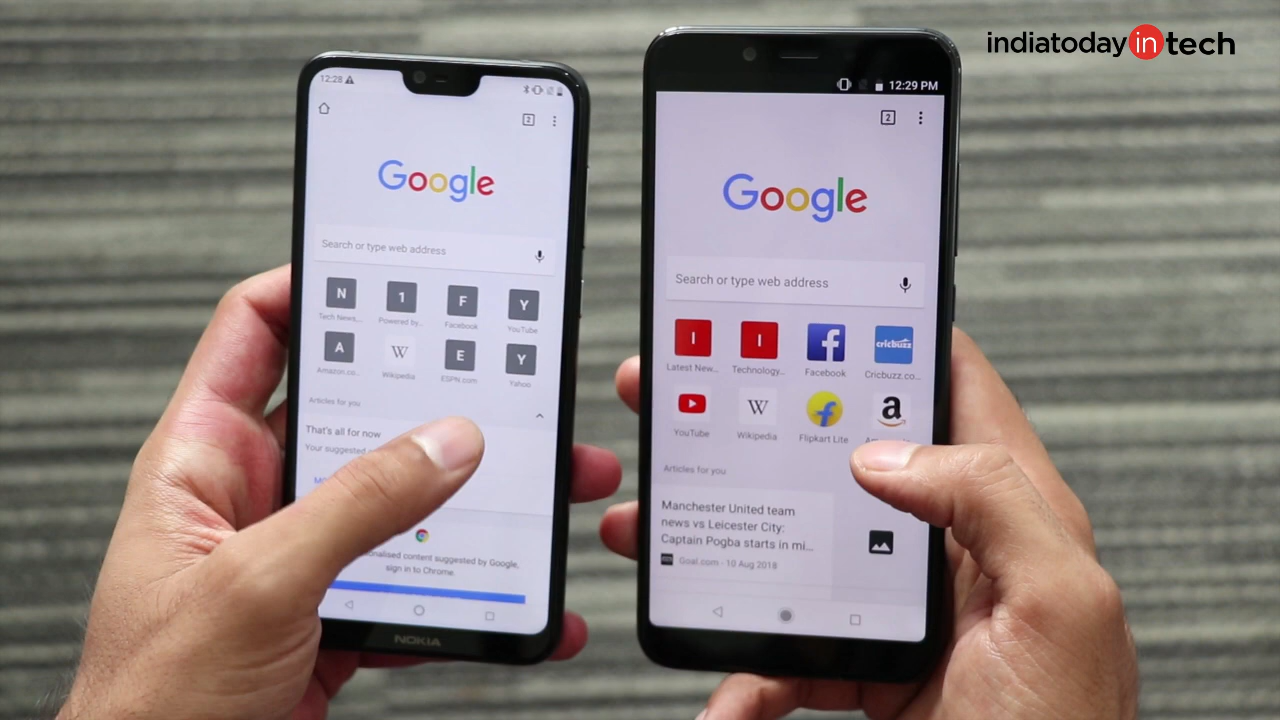 indiatoday in tech
12:28
2
Google
Search or type web address
N
1
F
Y
Tech News,...
Powered by...
Facebook
YouTube
A
W
E
Y
Amazon.co...
Wikipedia
ESPN.com
Yahoo
Articles for you
That's all for now
Your suggested
onalised content suggested by Google,
sign in to Chrome.
NOKIA
12:29 PM
2
Google
Search or type web address
I
I
f
cricbuzz
Latest New...
Technology...
Facebook
Cricbuzz.co...
W
f
a
YouTube
Wikipedia
Flipkart Lite
Articles for you
Manchester United team
news vs Leicester City:
Captain Pogba starts in mi...
Goal.com - 10 Aug 2018